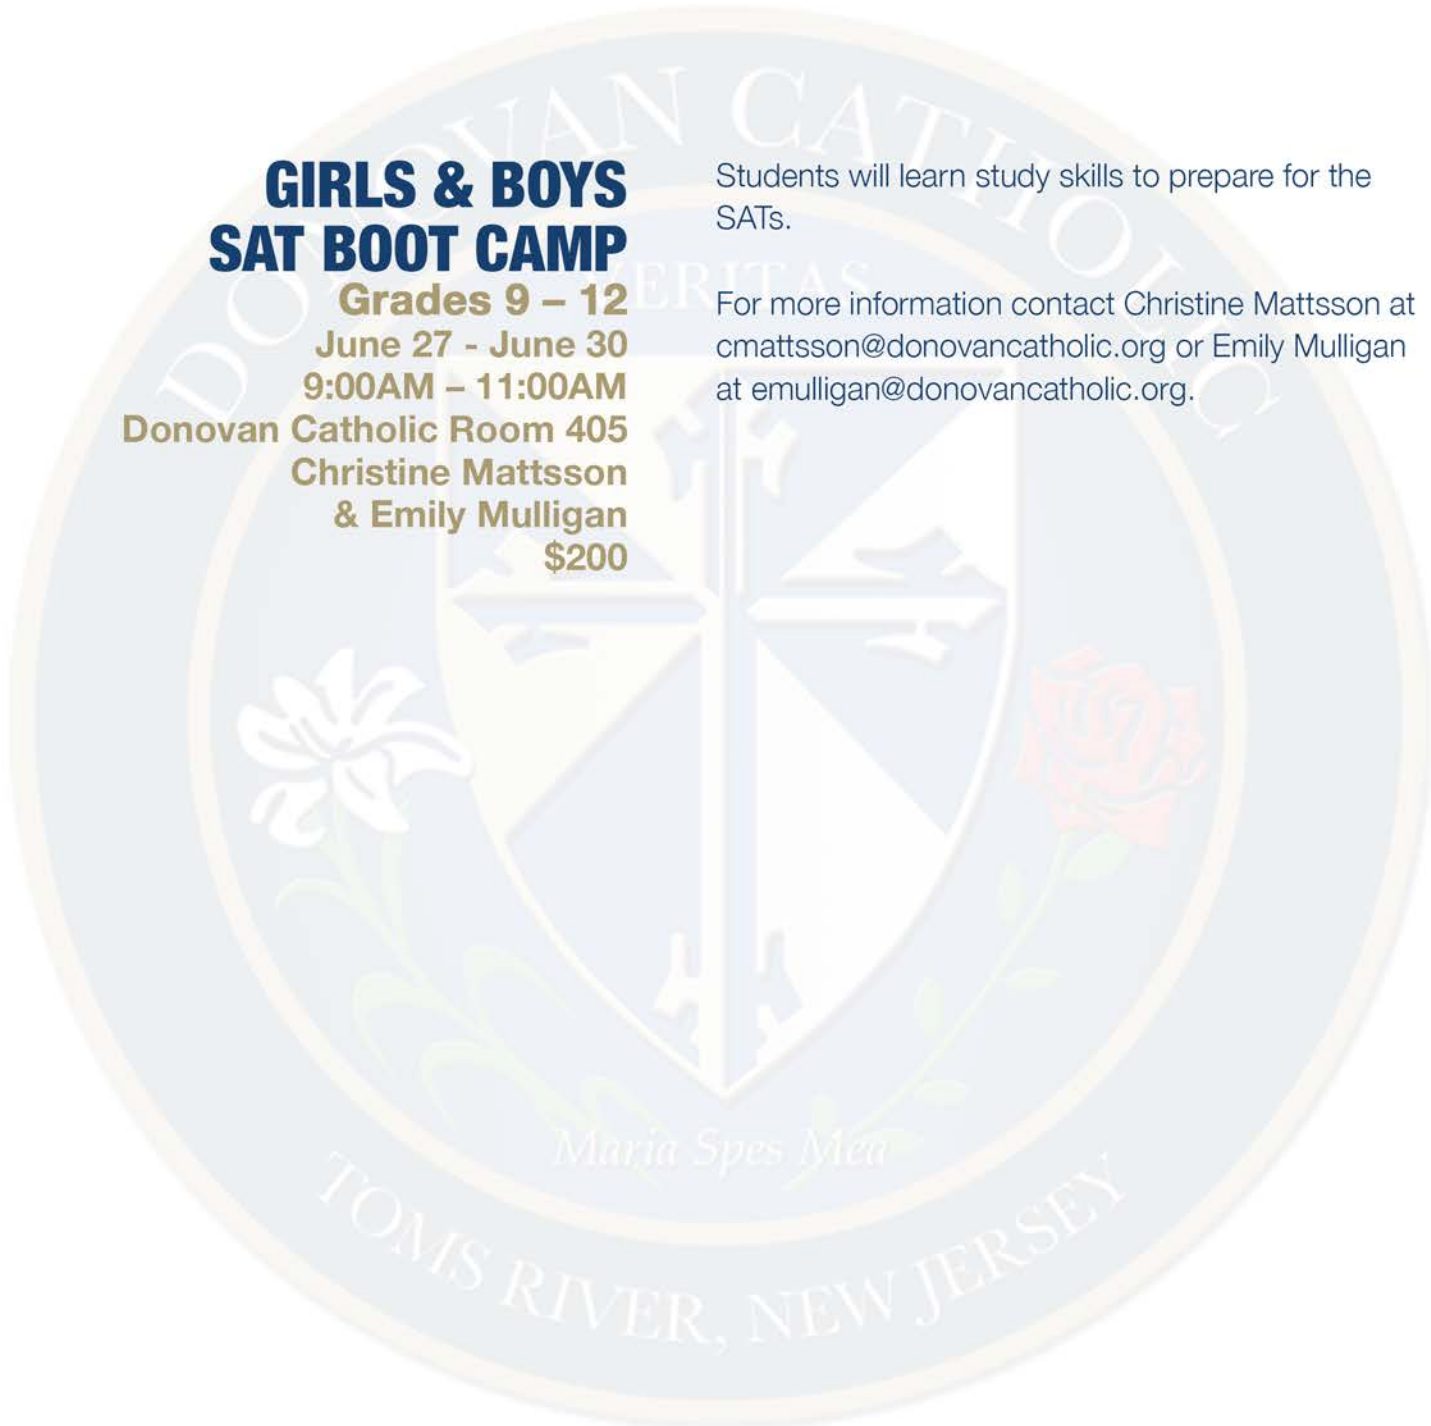 DONOVAN CATHOLIC
VERITAS
GIRLS & BOYS
SAT BOOT CAMP
Grades 9 – 12
June 27 - June 30
9:00AM – 11:00AM
Donovan Catholic Room 405
Christine Mattsson
& Emily Mulligan
$200
Students will learn study skills to prepare for the
SATs.
For more information contact Christine Mattsson at
cmattsson@donovancatholic.org or Emily Mulligan
at emulligan@donovancatholic.org.
Maria Spes Mea
TOMS RIVER, NEW JERSEY